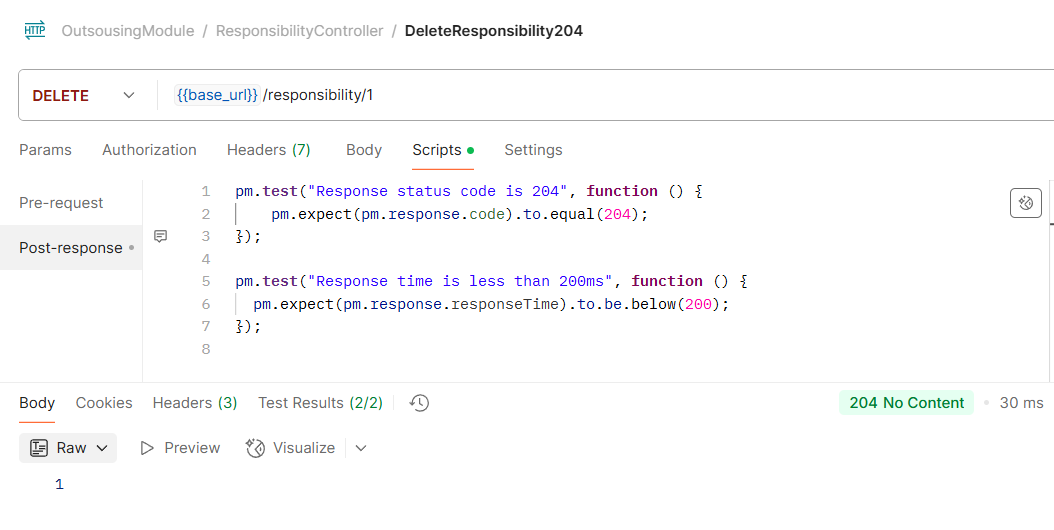 HTTP OutsousingModule / ResponsibilityController / DeleteResponsibility204
DELETE {{base_url}} /responsibility/1
Params Authorization Headers (7) Body Scripts Settings
Pre-request
Post-response
1 pm.test("Response status code is 204", function () {
2 pm.expect(pm.response.code).to.equal(204);
3 });
4
5 pm.test("Response time is less than 200ms", function () {
6 pm.expect(pm.response.responseTime).to.be.below(200);
7 });
8
Body Cookies Headers (3) Test Results (2/2) 204 No Content 30 ms
Raw Preview Visualize
1